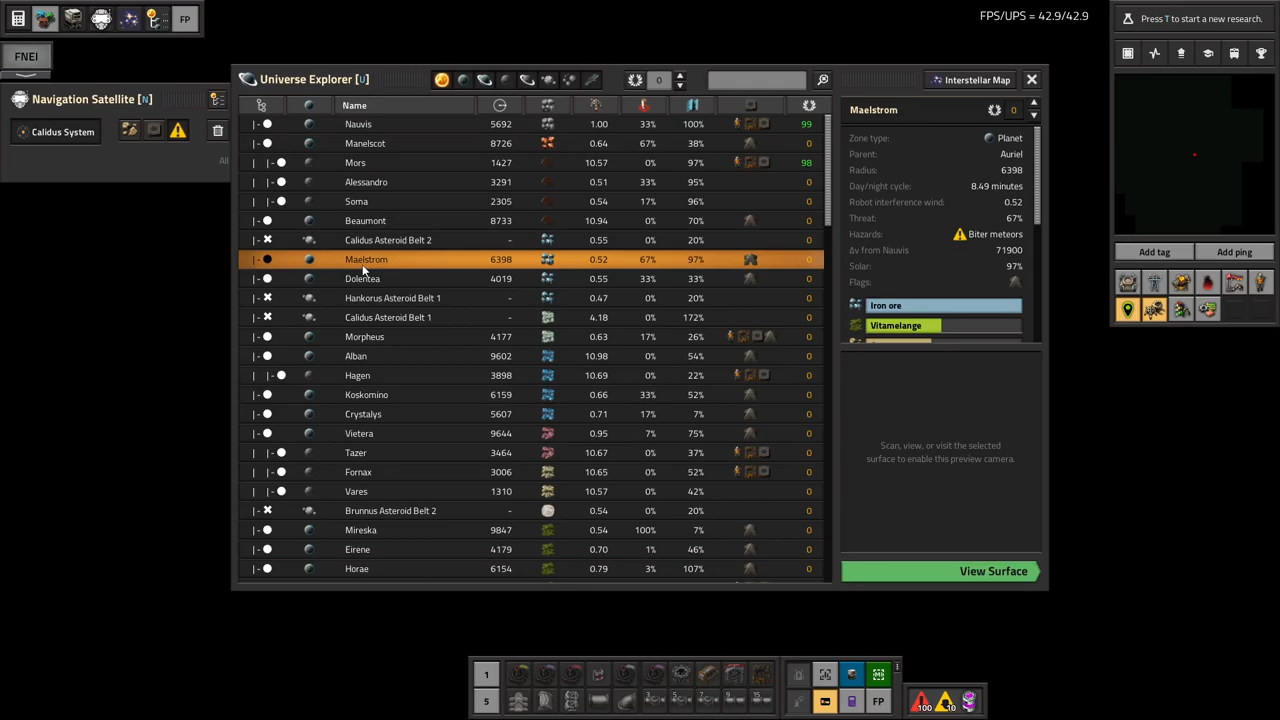 FP
FPS/UPS = 42.9/42.9
Press T to start a new research.
FNEI
Universe Explorer [U]
0
Interstellar Map
Navigation Satellite [N]
Calidus System
All
Name
Nauvis 5692 1.00 33% 100% 99
Manelscot 8726 0.64 67% 38% 0
|- Mors 1427 10.57 0% 97% 98
|- Alessandro 3291 0.51 33% 95% 0
|- Soma 2305 0.54 17% 96% 0
|- Beaumont 8733 10.94 0% 70% 0
|- Calidus Asteroid Belt 2 - 0.55 0% 20% 0
|- Maelstrom 6398 0.52 67% 97% 0
|- Dolentea 4019 0.55 33% 33% 0
|- Hankorus Asteroid Belt 1 - 0.47 0% 20% 0
|- Calidus Asteroid Belt 1 - 4.18 0% 172% 0
|- Morpheus 4177 0.63 17% 26% 0
|- Alban 9602 10.98 0% 54% 0
|- Hagen 3898 10.69 0% 22% 0
|- Koskomino 6159 0.66 33% 52% 0
|- Crystalys 5607 0.71 17% 7% 0
|- Vietera 9644 0.95 7% 75% 0
|- Tazer 3464 10.67 0% 37% 0
|- Fornax 3006 10.65 0% 52% 0
|- Vares 1310 10.57 0% 42% 0
|- Brunnus Asteroid Belt 2 - 0.54 0% 20% 0
|- Mireska 9847 0.54 100% 7% 0
|- Eirene 4179 0.70 1% 46% 0
|- Horae 6154 0.79 3% 107% 0
Maelstrom 0
Zone type: Planet
Parent: Auriel
Radius: 6398
Day/night cycle: 8.49 minutes
Robot interference wind: 0.52
Threat: 67%
Hazards: Biter meteors
Δv from Nauvis 71900
Solar: 97%
Flags:
Iron ore
Vitamelange
Scan, view, or visit the selected
surface to enable this preview camera.
View Surface
Add tag
Add ping
1
5
3 5 7 9 15
FP
100
10